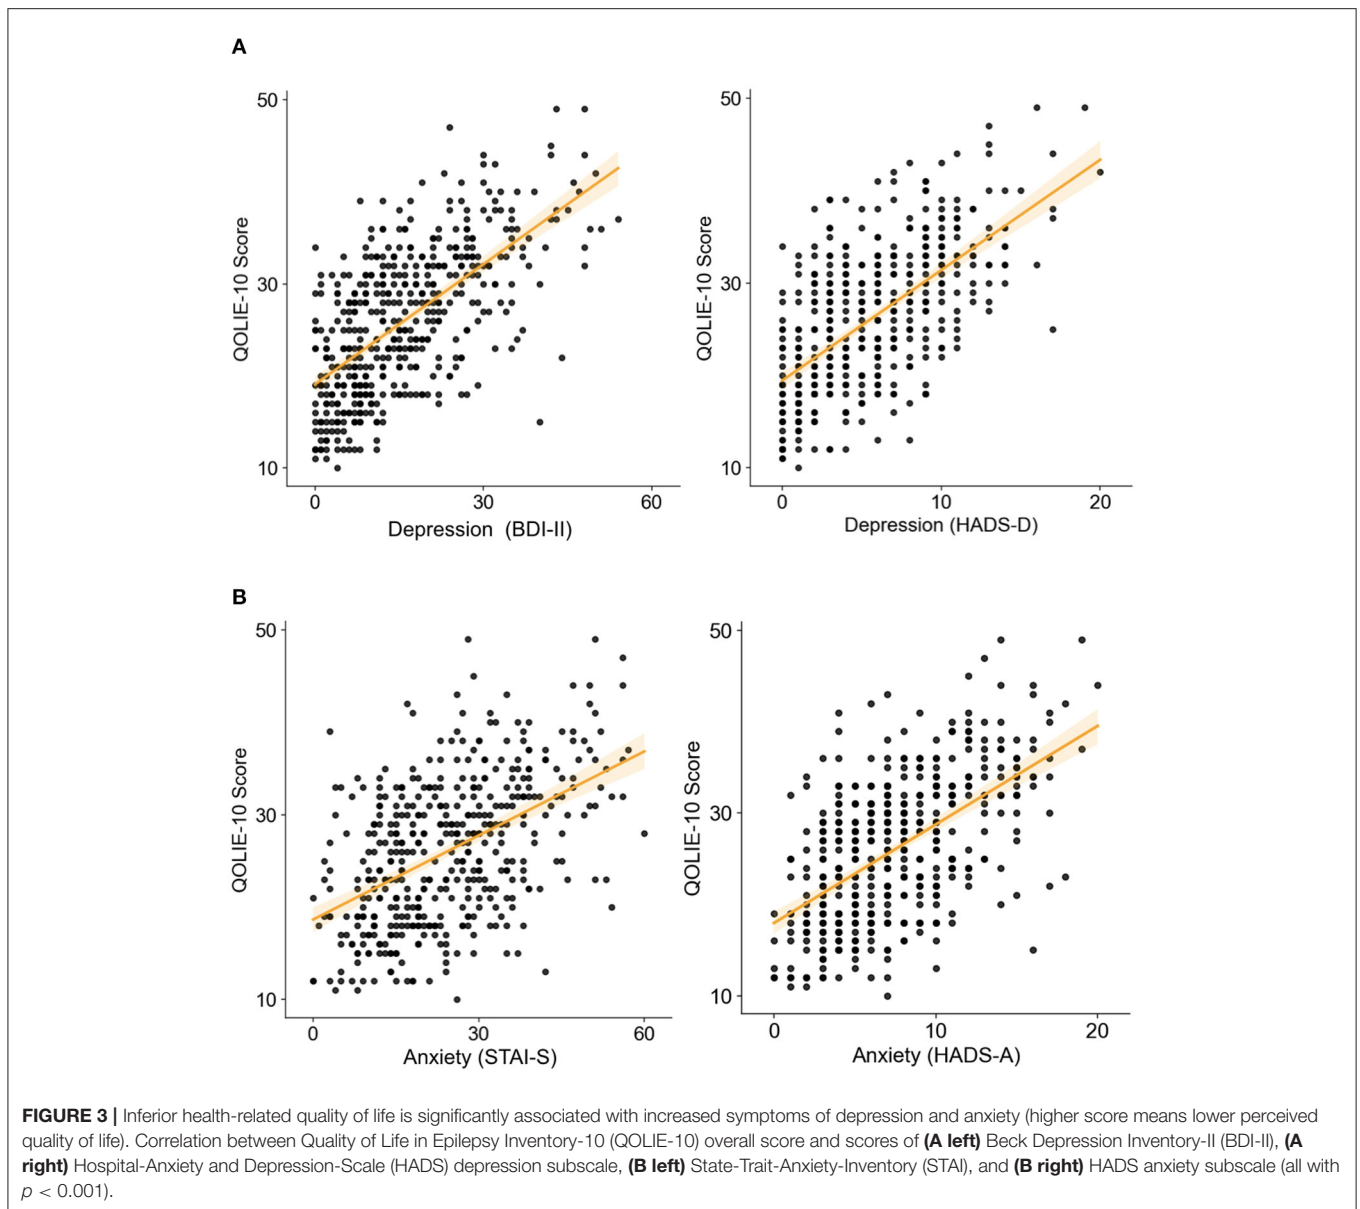 A
50
30
10
QOLIE-10 Score
0
30
60
Depression (BDI-II)
50
30
10
QOLIE-10 Score
0
10
20
Depression (HADS-D)
B
50
30
10
QOLIE-10 Score
0
30
60
Anxiety (STAI-S)
50
30
10
QOLIE-10 Score
0
10
20
Anxiety (HADS-A)
FIGURE 3 | Inferior health-related quality of life is significantly associated with increased symptoms of depression and anxiety (higher score means lower perceived
quality of life). Correlation between Quality of Life in Epilepsy Inventory-10 (QOLIE-10) overall score and scores of (A left) Beck Depression Inventory-II (BDI-II), (A
right) Hospital-Anxiety and Depression-Scale (HADS) depression subscale, (B left) State-Trait-Anxiety-Inventory (STAI), and (B right) HADS anxiety subscale (all with
p < 0.001).